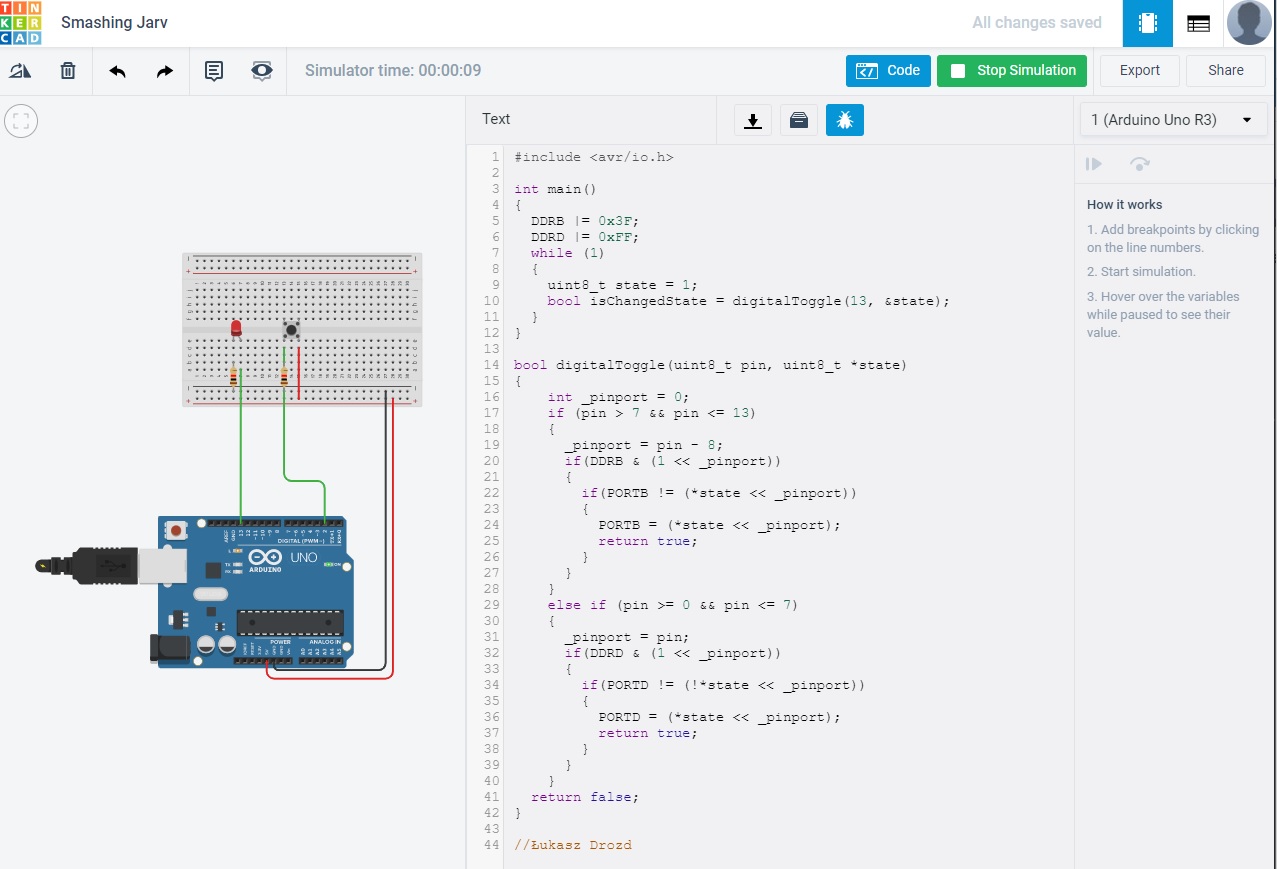 TIN
KER
CAD
Smashing Jarv
All changes saved
Simulator time: 00:00:09
Code
Stop Simulation
Export
Share
Text
1 (Arduino Uno R3)
1 #include <avr/io.h>
2
3 int main()
4 {
5 DDRB |= 0x3F;
6 DDRD |= 0xFF;
7 while (1)
8 {
9 uint8_t state = 1;
10 bool isChangedState = digitalToggle(13, &state);
11 }
12 }
13
14 bool digitalToggle(uint8_t pin, uint8_t *state)
15 {
16 int _pinport = 0;
17 if (pin > 7 && pin <= 13)
18 {
19 _pinport = pin - 8;
20 if(DDRB & (1 << _pinport))
21 {
22 if(PORTB != (*state << _pinport))
23 {
24 PORTB = (*state << _pinport);
25 return true;
26 }
27 }
28 }
29 else if (pin >= 0 && pin <= 7)
30 {
31 _pinport = pin;
32 if(DDRD & (1 << _pinport))
33 {
34 if(PORTD != (!*state << _pinport))
35 {
36 PORTD = (*state << _pinport);
37 return true;
38 }
39 }
40 }
41 return false;
42 }
43
44 //Łukasz Drozd
How it works
1. Add breakpoints by clicking
on the line numbers.
2. Start simulation.
3. Hover over the variables
while paused to see their
value.
DIGITAL (PWM~)
UNO
ARDUINO
ON
POWER
ANALOG IN